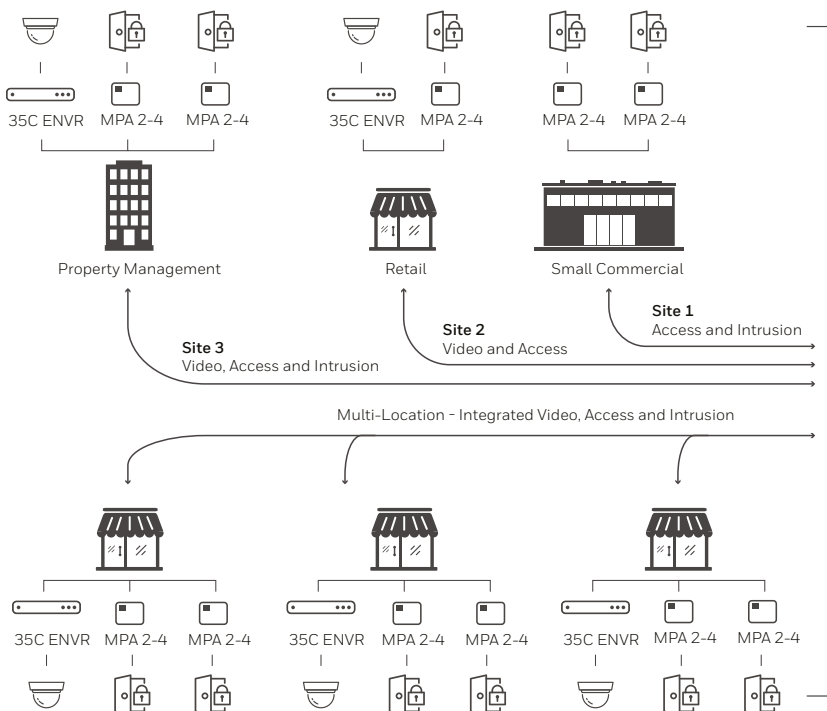 35C ENVR MPA 2-4 MPA 2-4 35C ENVR MPA 2-4 MPA 2-4 MPA 2-4
Property Management Retail Small Commercial
Site 1
Access and Intrusion
Site 2
Video and Access
Site 3
Video, Access and Intrusion
Multi-Location - Integrated Video, Access and Intrusion
35C ENVR MPA 2-4 MPA 2-4 35C ENVR MPA 2-4 MPA 2-4 35C ENVR MPA 2-4 MPA 2-4